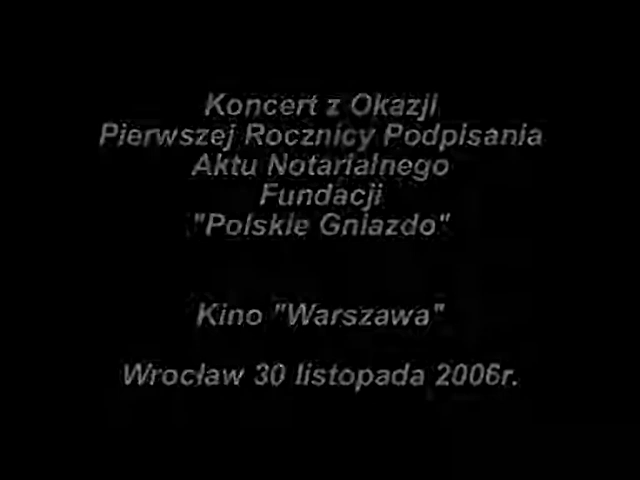 Koncert z Okazji
Pierwszej Rocznicy Podpisania
Aktu Notarialnego
Fundacji
"Polskie Gniazdo"
Kino "Warszawa"
Wrocław 30 listopada 2006r.